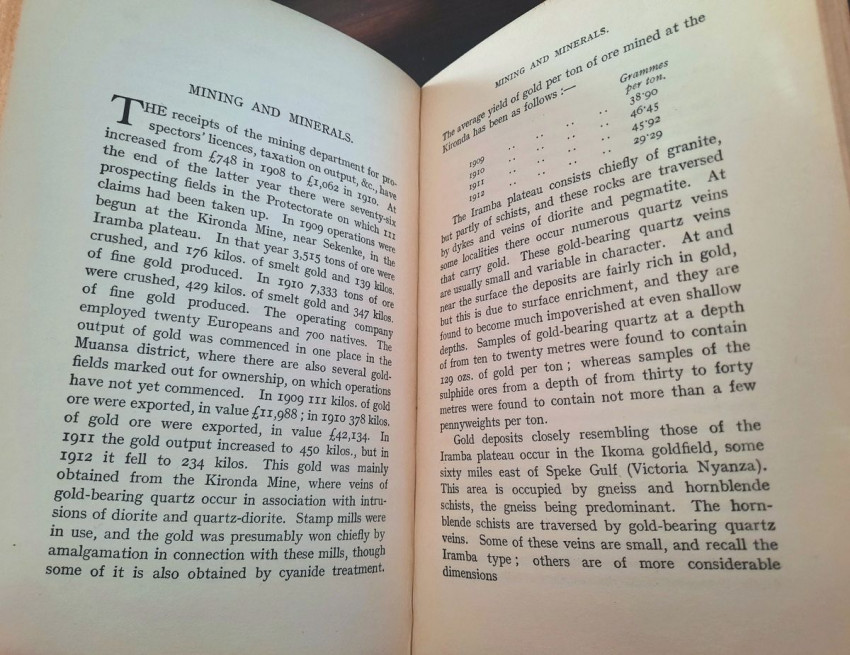 MINING AND MINERALS.
THE receipts of the mining department for pro-
spectors' licences, taxation on output, &c., have
increased from £748 in 1908 to £1,062 in 1910. At
the end of the latter year there were seventy-six
prospecting fields in the Protectorate on which 111
claims had been taken up. In 1909 operations were
begun at the Kironda Mine, near Sekenke, in the
Iramba plateau. In that year 3,515 tons of ore were
crushed, and 176 kilos. of smelt gold and 139 kilos.
of fine gold produced. In 1910 7,333 tons of ore
were crushed, 429 kilos. of smelt gold and 347 kilos.
of fine gold produced. The operating company
employed twenty Europeans and 700 natives. The
output of gold was commenced in one place in the
Muansa district, where there are also several gold-
fields marked out for ownership, on which operations
have not yet commenced. In 1909 111 kilos. of gold
ore were exported, in value £11,988; in 1910 378 kilos.
of gold ore were exported, in value £42,134. In
1911 the gold output increased to 450 kilos., but in
1912 it fell to 234 kilos. This gold was mainly
obtained from the Kironda Mine, where veins of
gold-bearing quartz occur in association with intru-
sions of diorite and quartz-diorite. Stamp mills were
in use, and the gold was presumably won chiefly by
amalgamation in connection with these mills, though
some of it is also obtained by cyanide treatment.
MINING AND MINERALS.
The average yield of gold per ton of ore mined at the
Kironda has been as follows :—
Grammes
per ton.
1909 .. .. .. .. 38·90
1910 .. .. .. .. 46·45
1911 .. .. .. .. 45·92
1912 .. .. .. .. 29·29
The Iramba plateau consists chiefly of granite,
but partly of schists, and these rocks are traversed
by dykes and veins of diorite and pegmatite. At
some localities there occur numerous quartz veins
that carry gold. These gold-bearing quartz veins
are usually small and variable in character. At and
near the surface the deposits are fairly rich in gold,
but this is due to surface enrichment, and they are
found to become much impoverished at even shallow
depths. Samples of gold-bearing quartz at a depth
of from ten to twenty metres were found to contain
129 ozs. of gold per ton; whereas samples of the
sulphide ores from a depth of from thirty to forty
metres were found to contain not more than a few
pennyweights per ton.
Gold deposits closely resembling those of the
Iramba plateau occur in the Ikoma goldfield, some
sixty miles east of Speke Gulf (Victoria Nyanza).
This area is occupied by gneiss and hornblende
schists, the gneiss being predominant. The horn-
blende schists are traversed by gold-bearing quartz
veins. Some of these veins are small, and recall the
Iramba type; others are of more considerable
dimensions